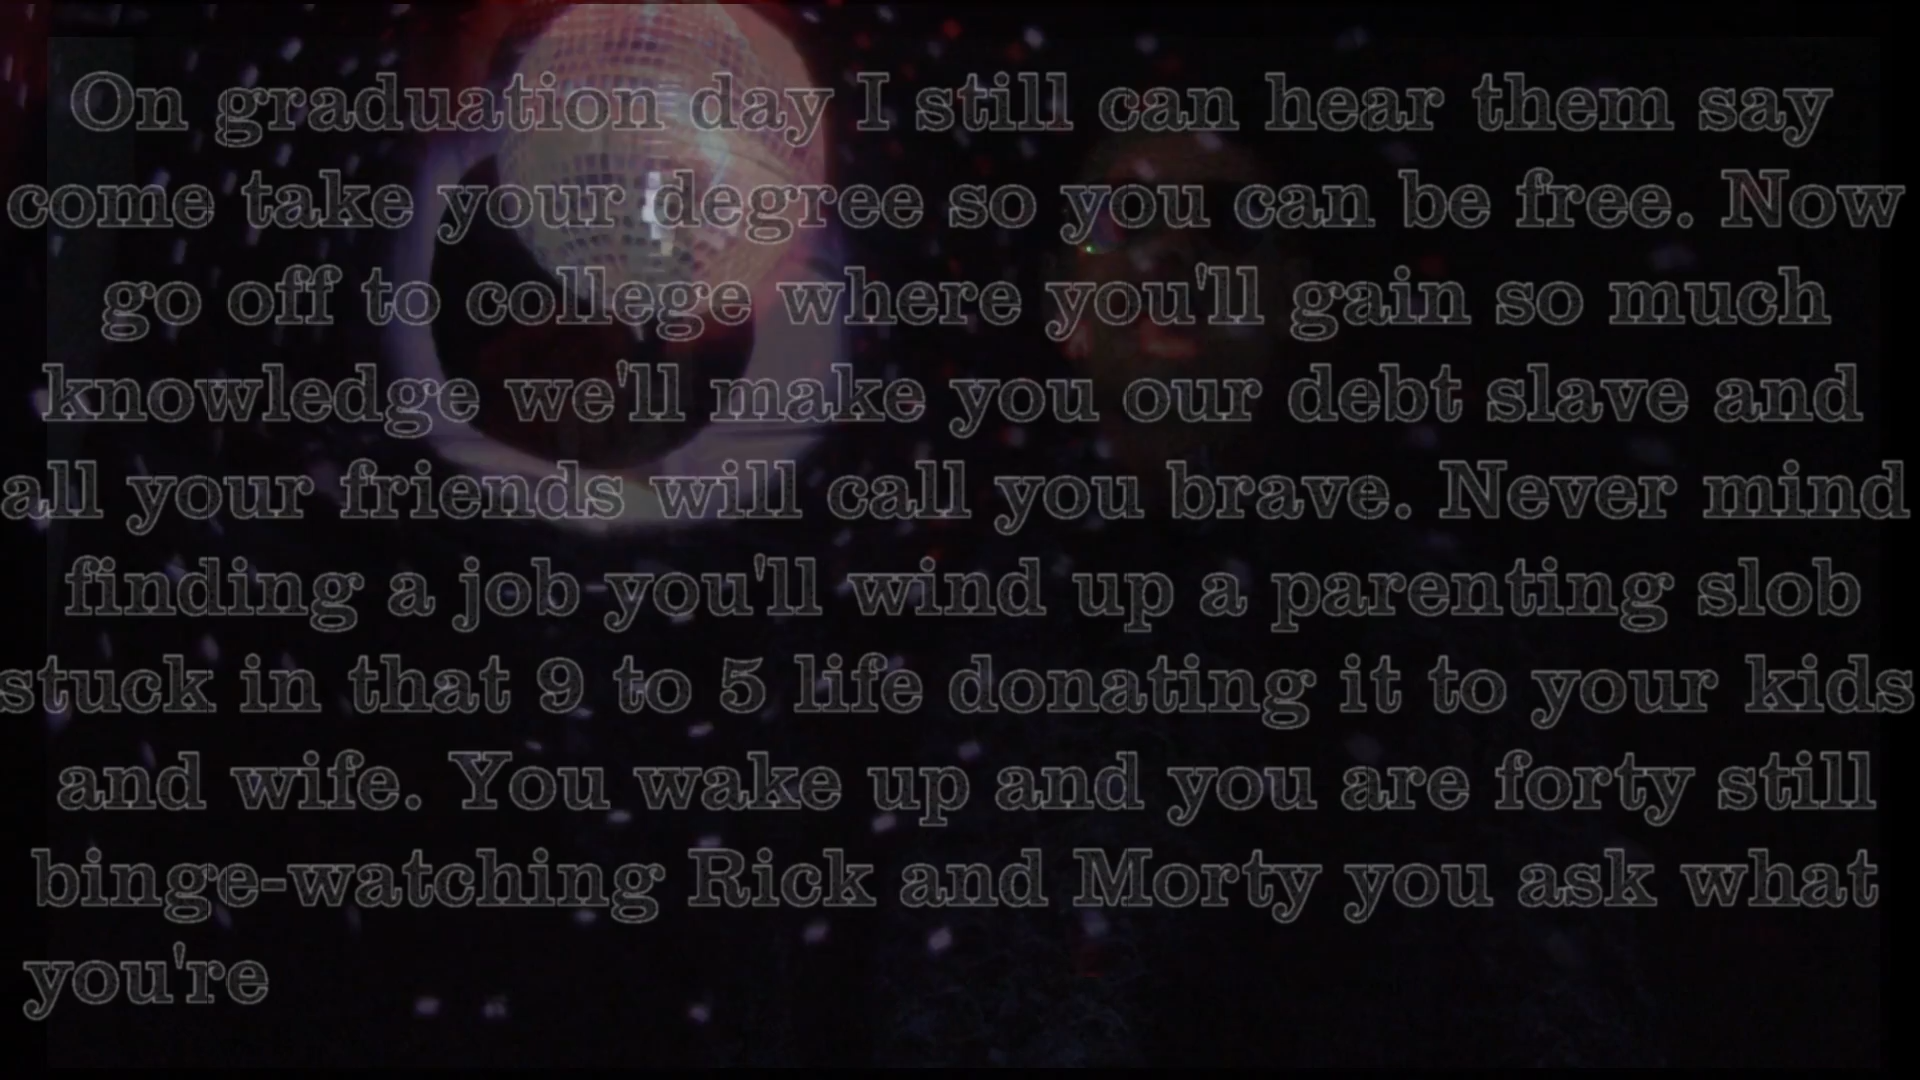 On graduation day I still can hear them say
come take your degree so you can be free. Now
go off to college where you'll gain so much
knowledge we'll make you our debt slave and
all your friends will call you brave. Never mind
finding a job you'll wind up a parenting slob
stuck in that 9 to 5 life donating it to your kids
and wife. You wake up and you are forty still
binge-watching Rick and Morty you ask what
you're